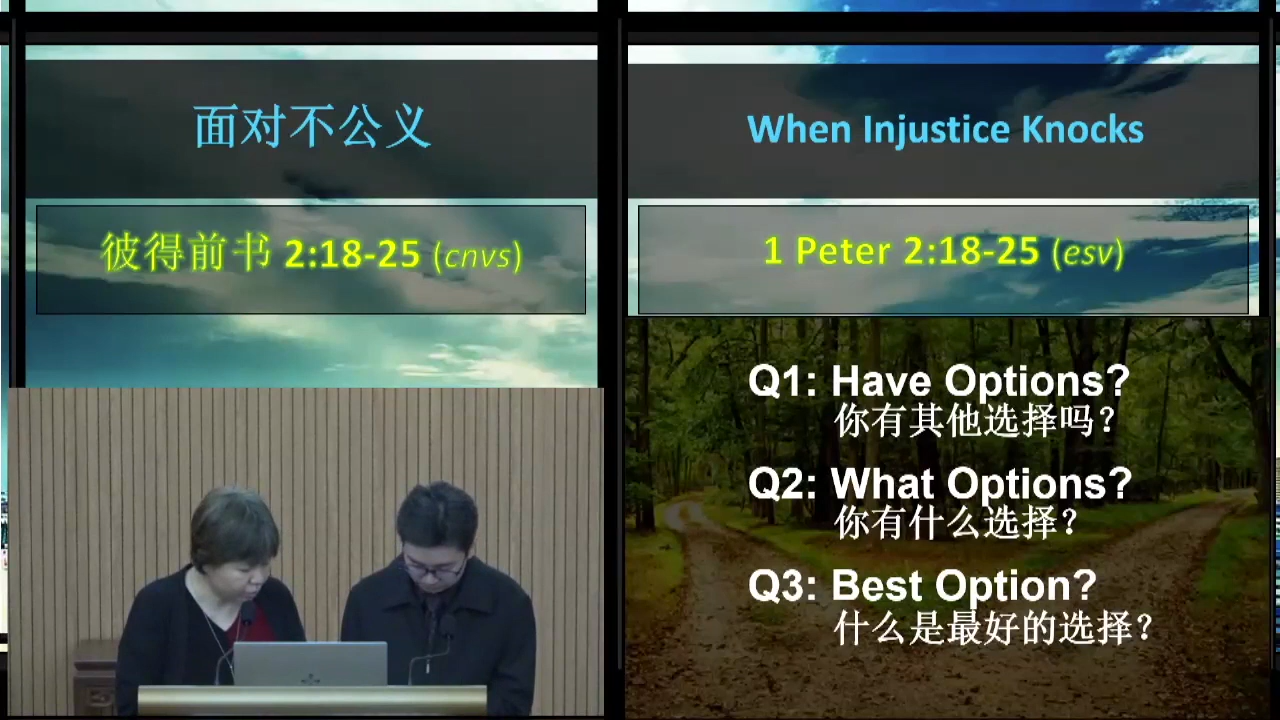 面对不公义
彼得前书 2:18-25 (cnvs)
When Injustice Knocks
1 Peter 2:18-25 (esv)
Q1: Have Options?
你有其他选择吗?
Q2: What Options?
你有什么选择?
Q3: Best Option?
什么是最好的选择?